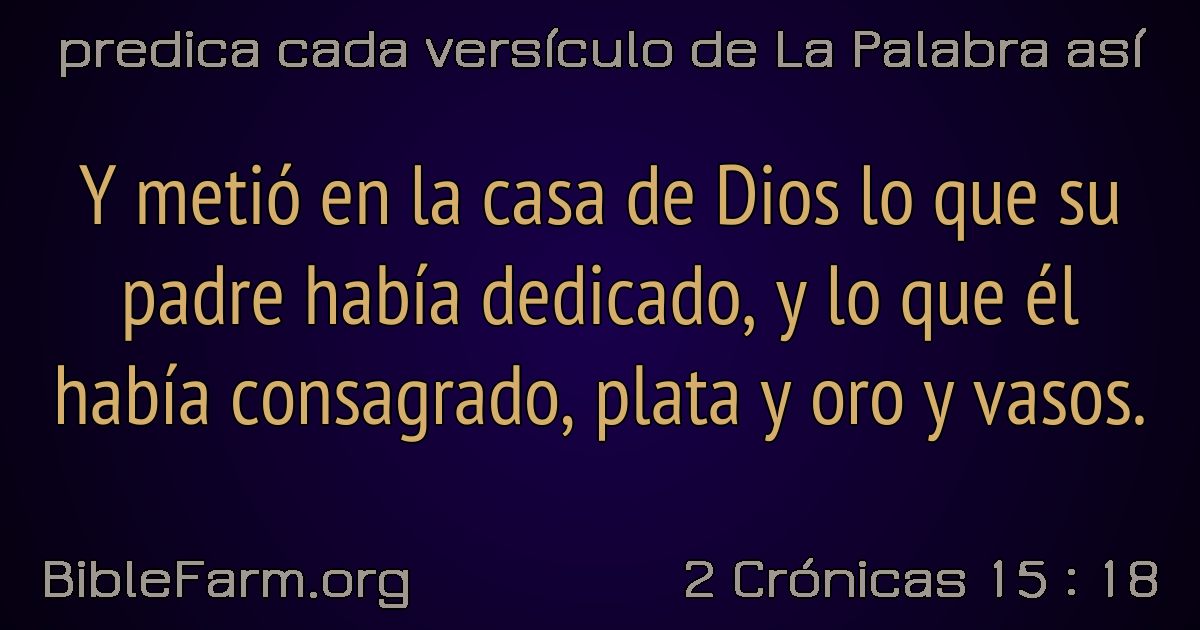 predica cada versículo de La Palabra así
Y metió en la casa de Dios lo que su
padre había dedicado, y lo que él
había consagrado, plata y oro y vasos.
BibleFarm.org
2 Crónicas 15 : 18